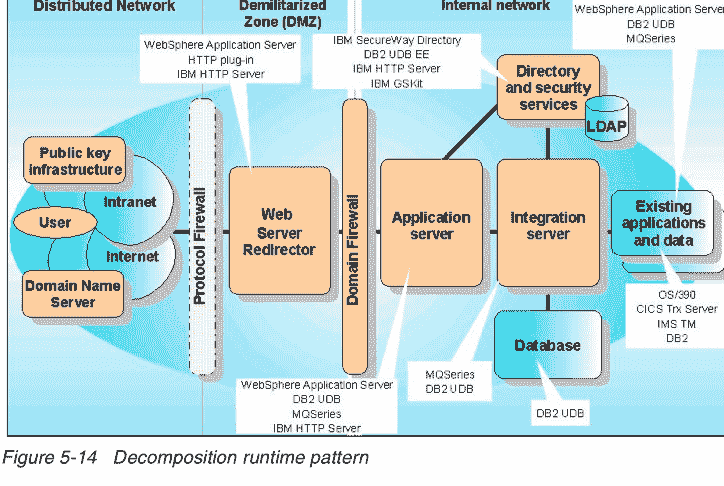 Distributed Network
Demilitarized
Zone (DMZ)
Internal network
WebSphere Application Server
DB2 UDB
MQSeries
WebSphere Application Server
HTTP plug-in
IBM HTTP Server
IBM SecureWay Directory
DB2 UDB EE
IBM HTTP Server
IBM GSKit
Directory
and security
services
LDAP
Public key
infrastructure
Intranet
User
Internet
Domain Name
Server
Protocol Firewall
Web
Server
Redirector
Domain Firewall
Application
server
Integration
server
Existing
applications
and data
OS/390
CICS Trx Server
IMS TM
DB2
Database
WebSphere Application Server
DB2 UDB
MQSeries
IBM HTTP Server
MQSeries
DB2 UDB
DB2 UDB
Figure 5-14 Decomposition runtime pattern